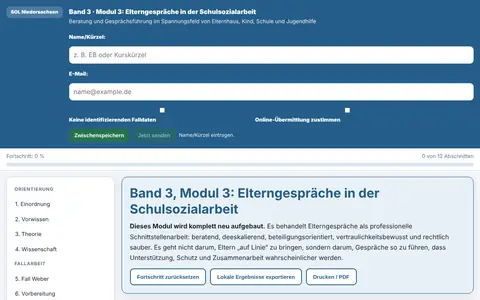 SOL Niedersachsen
Band 3 · Modul 3: Elterngespräche in der Schulsozialarbeit
Beratung und Gesprächsführung im Spannungsfeld von Elternhaus, Kind, Schule und Jugendhilfe
Name/Kürzel:
z. B. EB oder Kurskürzel
E-Mail:
name@example.de
Keine identifizierenden Falldaten
Online-Übermittlung zustimmen
Zwischenspeichern
Jetzt senden
Name/Kürzel eintragen.
Fortschritt: 0 %
0 von 12 Abschnitten
ORIENTIERUNG
1. Einordnung
2. Vorwissen
3. Theorie
4. Wissenschaft
FALLARBEIT
5. Fall Weber
6. Vorbereitung
Band 3, Modul 3: Elterngespräche in der
Schulsozialarbeit
Dieses Modul wird komplett neu aufgebaut. Es behandelt Elterngespräche als professionelle
Schnittstellenarbeit: beratend, deeskalierend, beteiligungsorientiert, vertraulichkeitsbewusst und rechtlich
sauber. Es geht nicht darum, Eltern „auf Linie“ zu bringen, sondern darum, Gespräche so zu führen, dass
Unterstützung, Schutz und Zusammenarbeit wahrscheinlicher werden.
Fortschritt zurücksetzen
Lokale Ergebnisse exportieren
Drucken / PDF